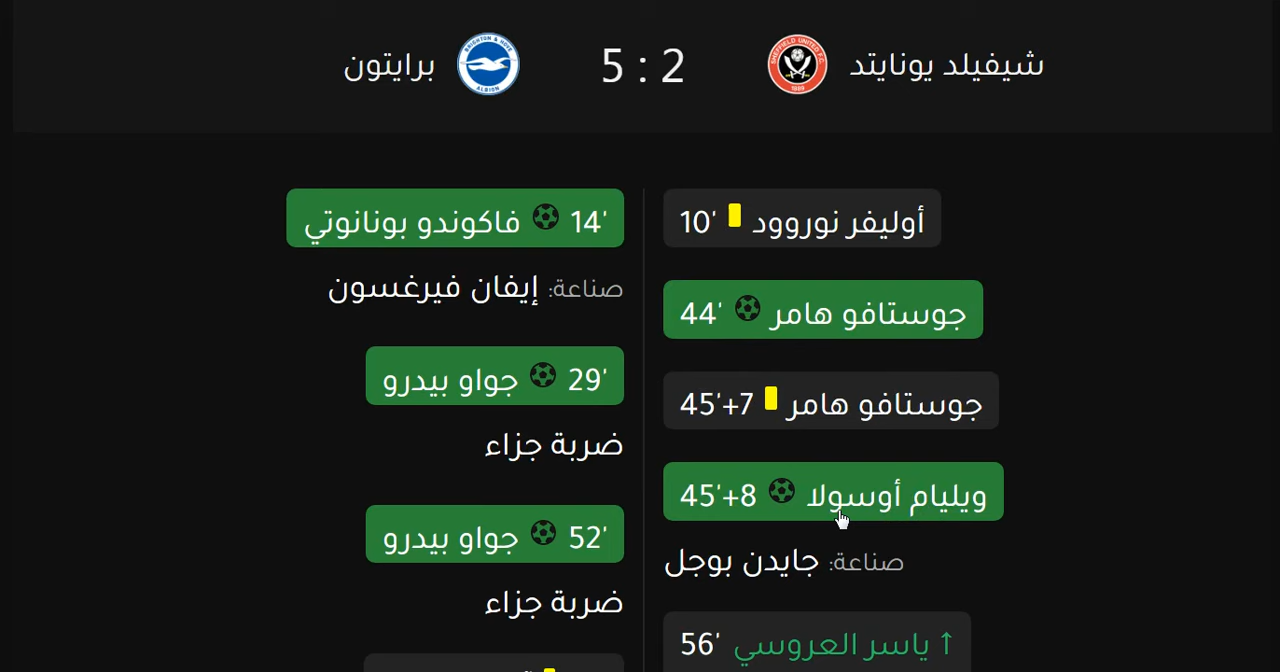 شيفيلد يونايتد 2 : 5 برايتون
أوليفر نوروود 10'
جوستافو هامر 44'
جوستافو هامر 45'+7
ويليام أوسولا 45'+8
صناعة: جايدن بوجل
↑ ياسر العروسي 56'
14' فاكوندو بونانوتي
صناعة: إيفان فيرغسون
29' جواو بيدرو
ضربة جزاء
52' جواو بيدرو
ضربة جزاء